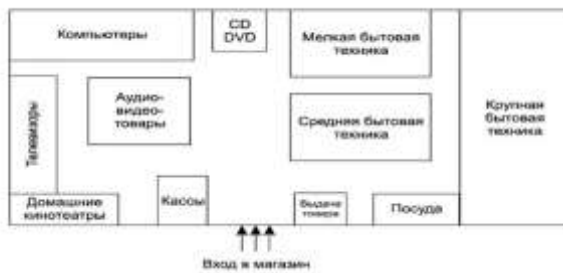 Компьютеры
CD
DVD
Мелкая бытовая
техника
Телевизоры
Аудио-
видео-
товары
Средняя бытовая
техника
Крупная
бытовая
техника
Домашние
кинотеатры
Кассы
Выдача
товара
Посуда
Вход в магазин